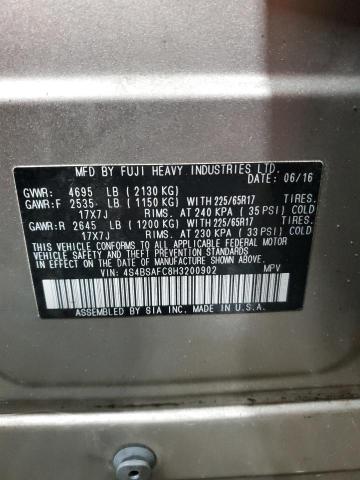 MFD BY FUJI HEAVY INDUSTRIES LTD.
DATE: 06/16
GVWR: 4695 LB (2130 KG)
GAWR:F 2535 LB (1150 KG) WITH 225/65R17 TIRES.
17X7J RIMS. AT 240 KPA (35 PSI) COLD
GAWR:R 2645 LB (1200 KG) WITH 225/65R17 TIRES.
17X7J RIMS. AT 230 KPA (33 PSI) COLD
THIS VEHICLE CONFORMS TO ALL APPLICABLE FEDERAL MOTOR
VEHICLE SAFETY AND THEFT PREVENTION STANDARDS IN
EFFECT ON THE DATE OF MANUFACTURE SHOWN ABOVE.
VIN: 4S4BSAFC8H3200902 MPV
ASSEMBLED BY SIA INC. IN U.S.A.